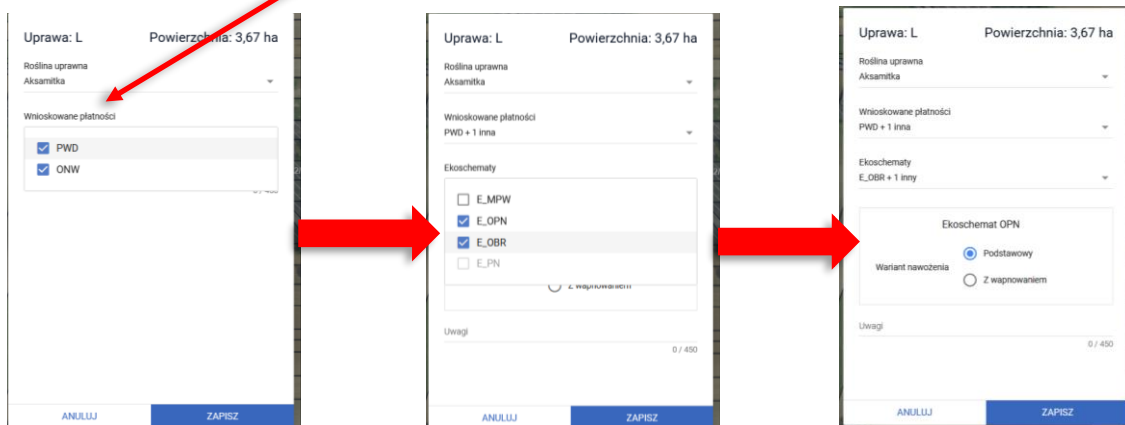 Uprawa: L Powierzchnia: 3,67 ha
Roślina uprawna
Aksamitka
Wnioskowane płatności
PWD
ONW
ANULUJ ZAPISZ
Uprawa: L Powierzchnia: 3,67 ha
Roślina uprawna
Aksamitka
Wnioskowane płatności
PWD + 1 inna
Ekoschematy
E_MPW
E_OPN
E_OBR
E_PN
Z wapnowaniem
Uwagi
0 / 450
ANULUJ ZAPISZ
Uprawa: L Powierzchnia: 3,67 ha
Roślina uprawna
Aksamitka
Wnioskowane płatności
PWD + 1 inna
Ekoschematy
E_OBR + 1 inny
Ekoschemat OPN
Podstawowy
Wariant nawożenia
Z wapnowaniem
Uwagi
0 / 450
ANULUJ ZAPISZ